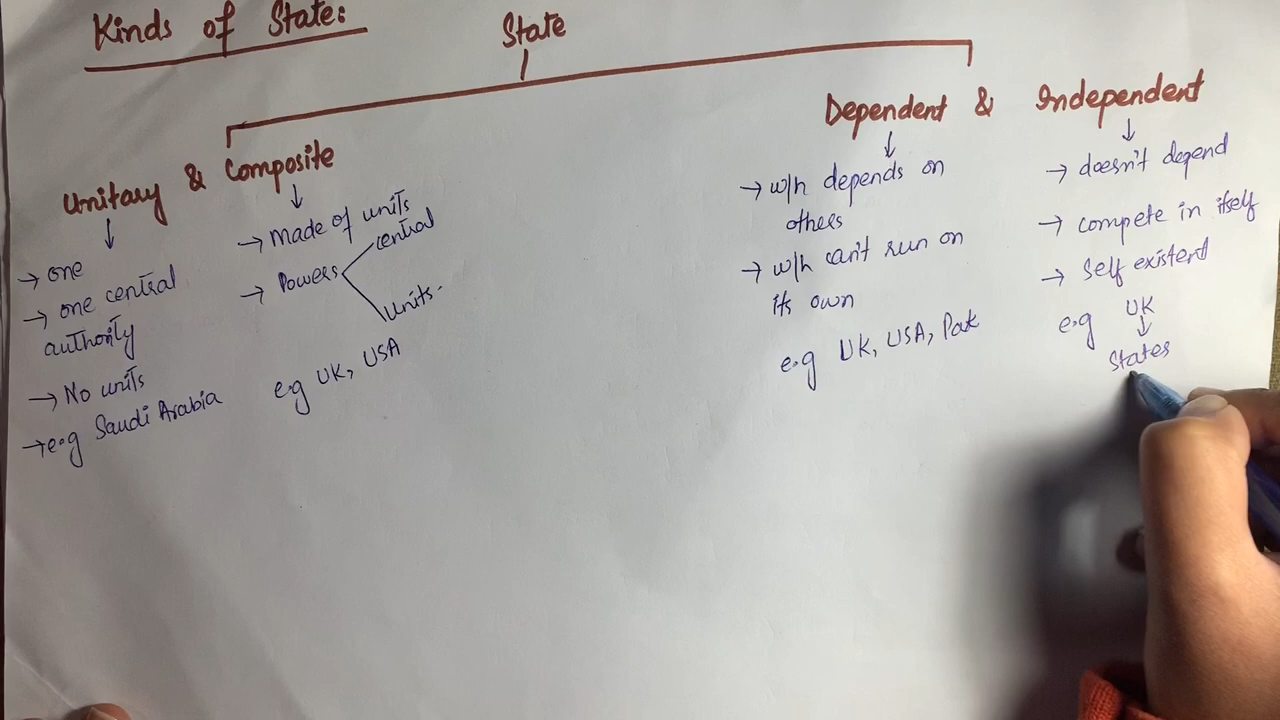 Kinds of State:
State
Unitary & Composite
→ one
→ one central
authority
→ No units
→ e.g Saudi Arabia
→ Made of units
→ Powers
central
Units.
e.g UK, USA
Dependent & Independent
→ w/h depends on
others
→ w/h can't run on
its own
e.g UK, USA, Pak
→ doesn't depend
→ compete in itself
→ Self existent
e.g UK
States